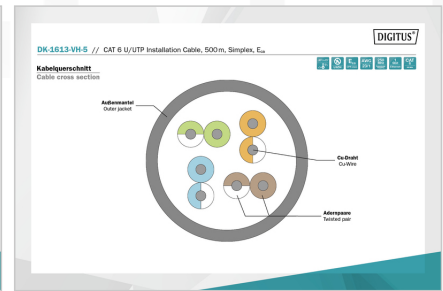 DIGITUS®
DK-1613-VH-5 // CAT 6 U/UTP Installation Cable, 500 m, Simplex, Eca
Kabelquerschnitt
Cable cross section
Außenmantel
Outer jacket
Cu-Draht
Cu-Wire
Adernpaare
Twisted pair